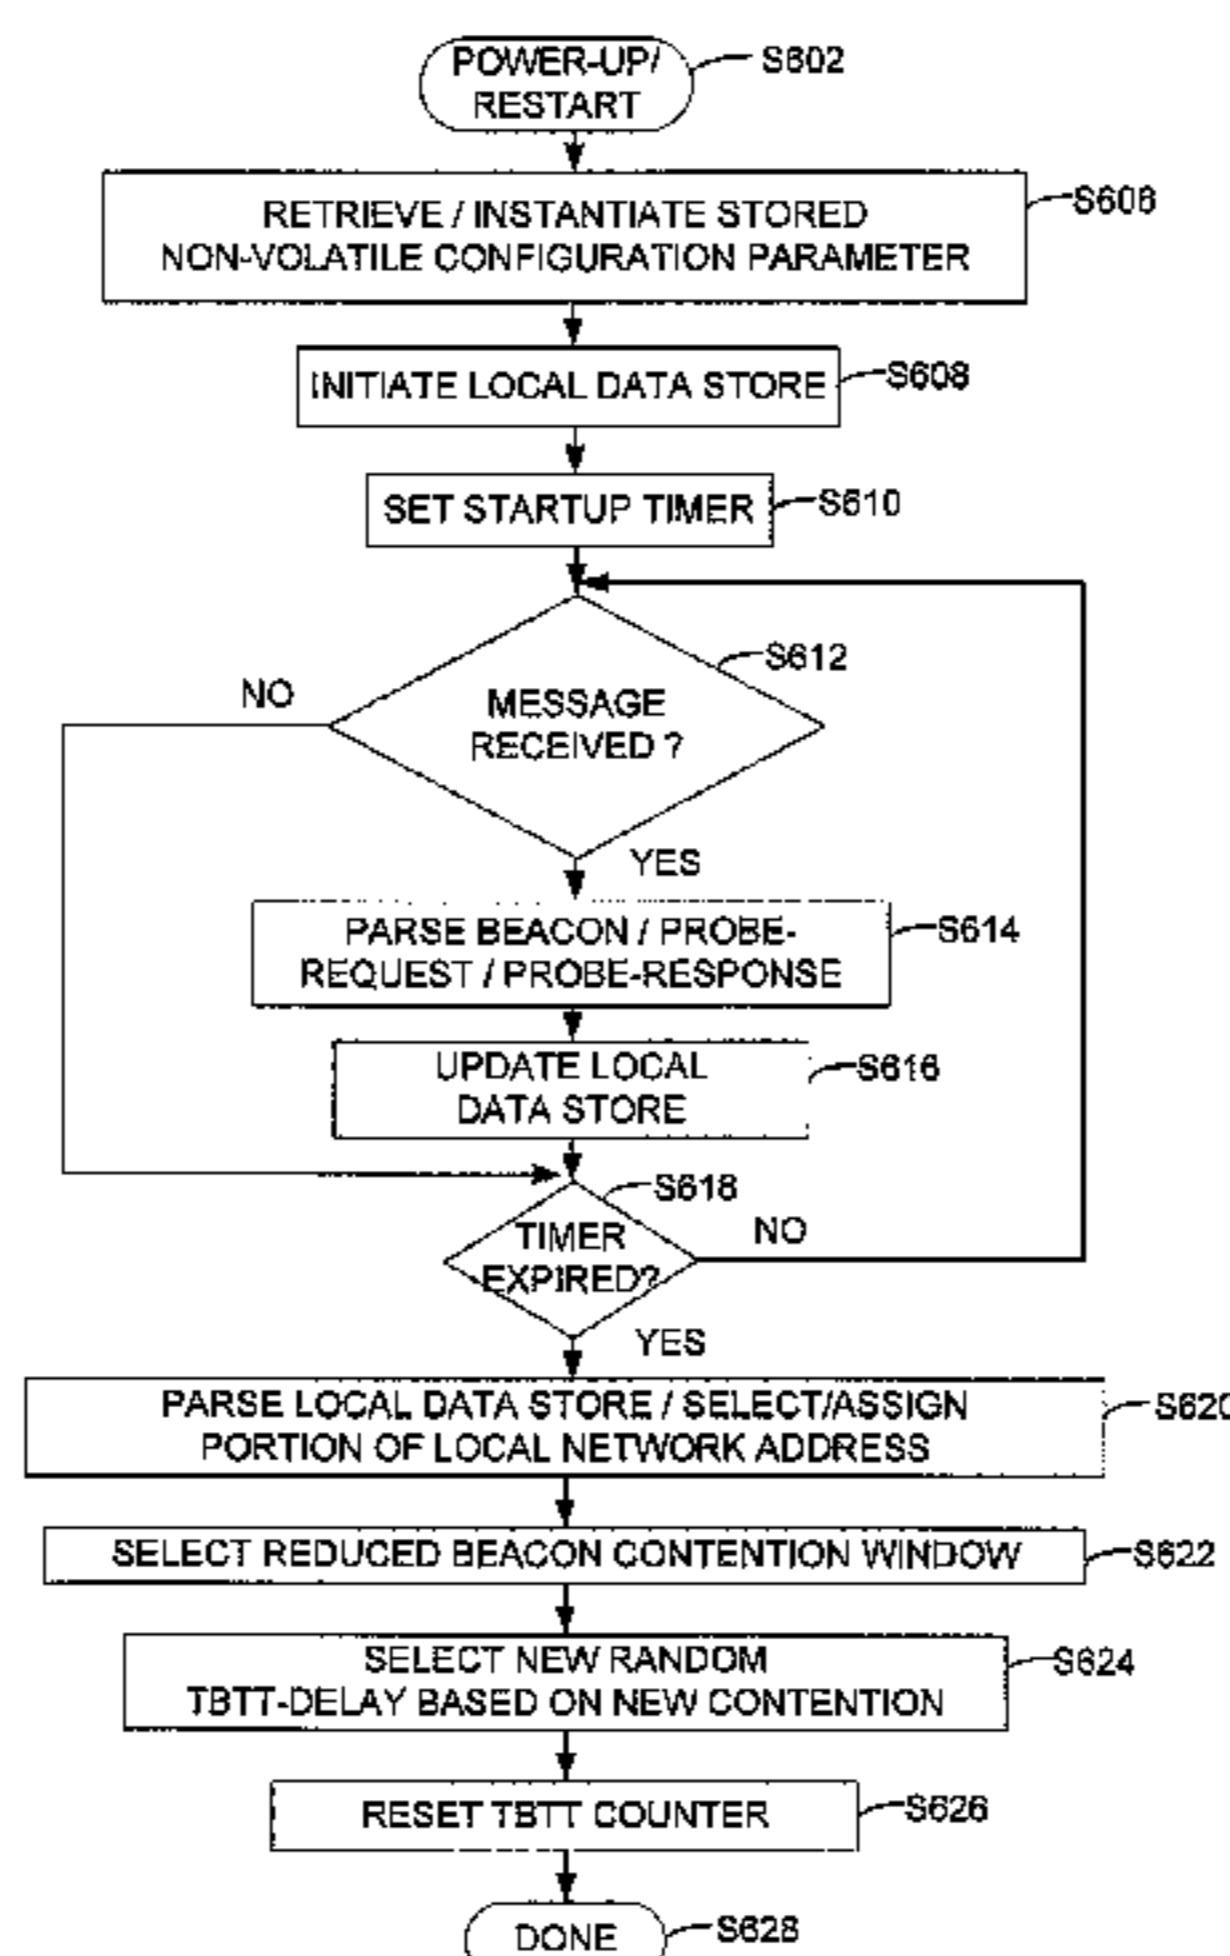 POWER-UP/
RESTART
S602
RETRIEVE / INSTANTIATE STORED
NON-VOLATILE CONFIGURATION PARAMETER
S606
INITIATE LOCAL DATA STORE
S608
SET STARTUP TIMER
S610
S612
NO
MESSAGE
RECEIVED ?
YES
PARSE BEACON / PROBE-
REQUEST / PROBE-RESPONSE
S614
UPDATE LOCAL
DATA STORE
S616
S618
TIMER
EXPIRED?
NO
YES
PARSE LOCAL DATA STORE / SELECT/ASSIGN
PORTION OF LOCAL NETWORK ADDRESS
S620
SELECT REDUCED BEACON CONTENTION WINDOW
S622
SELECT NEW RANDOM
TBTT-DELAY BASED ON NEW CONTENTION
S624
RESET TBTT COUNTER
S626
DONE
S628